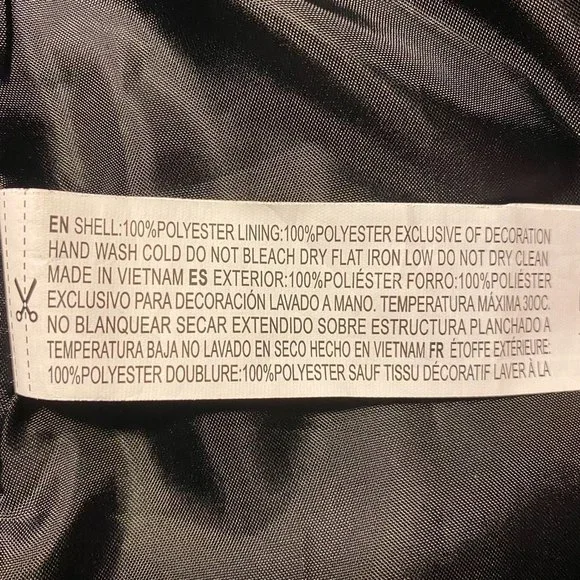 EN SHELL:100%POLYESTER LINING:100%POLYESTER EXCLUSIVE OF DECORATION
HAND WASH COLD DO NOT BLEACH DRY FLAT IRON LOW DO NOT DRY CLEAN
MADE IN VIETNAM ES EXTERIOR:100%POLIÉSTER FORRO:100%POLIÉSTER
EXCLUSIVO PARA DECORACIÓN LAVADO A MANO. TEMPERATURA MÁXIMA 30OC.
NO BLANQUEAR SECAR EXTENDIDO SOBRE ESTRUCTURA PLANCHADO A
TEMPERATURA BAJA NO LAVADO EN SECO HECHO EN VIETNAM FR ÉTOFFE EXTÉRIEURE:
100%POLYESTER DOUBLURE:100%POLYESTER SAUF TISSU DÉCORATIF LAVER À LA